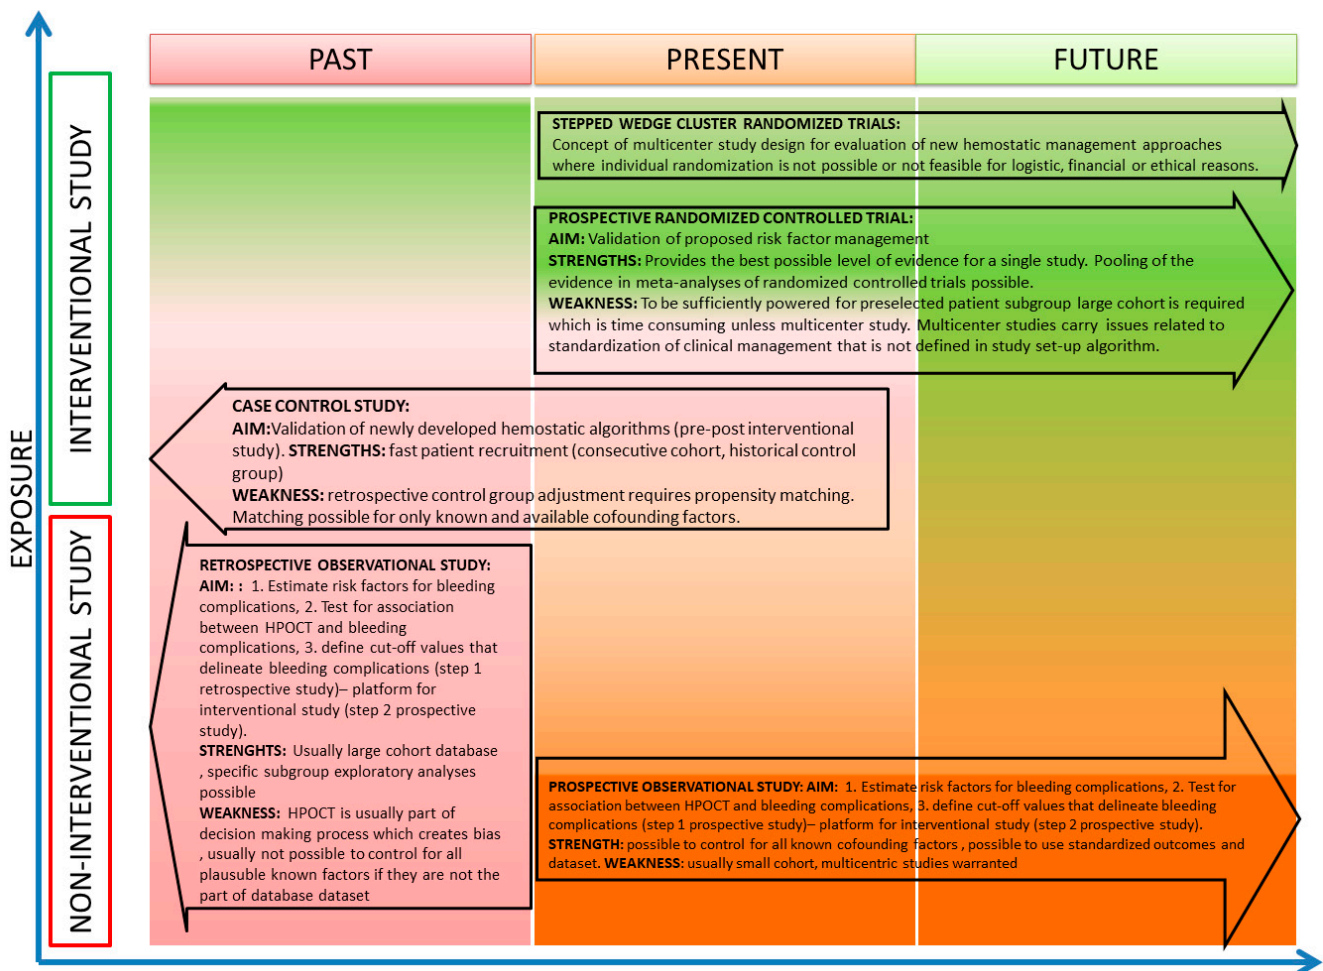 PAST
PRESENT
FUTURE
EXPOSURE
INTERVENTIONAL STUDY
NON-INTERVENTIONAL STUDY
STEPPED WEDGE CLUSTER RANDOMIZED TRIALS:
Concept of multicenter study design for evaluation of new hemostatic management approaches
where individual randomization is not possible or not feasible for logistic, financial or ethical reasons.
PROSPECTIVE RANDOMIZED CONTROLLED TRIAL:
AIM: Validation of proposed risk factor management
STRENGTHS: Provides the best possible level of evidence for a single study. Pooling of the
evidence in meta-analyses of randomized controlled trials possible.
WEAKNESS: To be sufficiently powered for preselected patient subgroup large cohort is required
which is time consuming unless multicenter study. Multicenter studies carry issues related to
standardization of clinical management that is not defined in study set-up algorithm.
CASE CONTROL STUDY:
AIM:Validation of newly developed hemostatic algorithms (pre-post interventional
study). STRENGTHS: fast patient recruitment (consecutive cohort, historical control
group)
WEAKNESS: retrospective control group adjustment requires propensity matching.
Matching possible for only known and available cofounding factors.
RETROSPECTIVE OBSERVATIONAL STUDY:
AIM: : 1. Estimate risk factors for bleeding
complications, 2. Test for association
between HPOCT and bleeding
complications, 3. define cut-off values that
delineate bleeding complications (step 1
retrospective study)– platform for
interventional study (step 2 prospective
study).
STRENGHTS: Usually large cohort database
, specific subgroup exploratory analyses
possible
WEAKNESS: HPOCT is usually part of
decision making process which creates bias
, usually not possible to control for all
plausuble known factors if they are not the
part of database dataset
PROSPECTIVE OBSERVATIONAL STUDY: AIM: 1. Estimate risk factors for bleeding complications, 2. Test for
association between HPOCT and bleeding complications, 3. define cut-off values that delineate bleeding
complications (step 1 prospective study)– platform for interventional study (step 2 prospective study).
STRENGTH: possible to control for all known cofounding factors , possible to use standardized outcomes and
dataset. WEAKNESS: usually small cohort, multicentric studies warranted